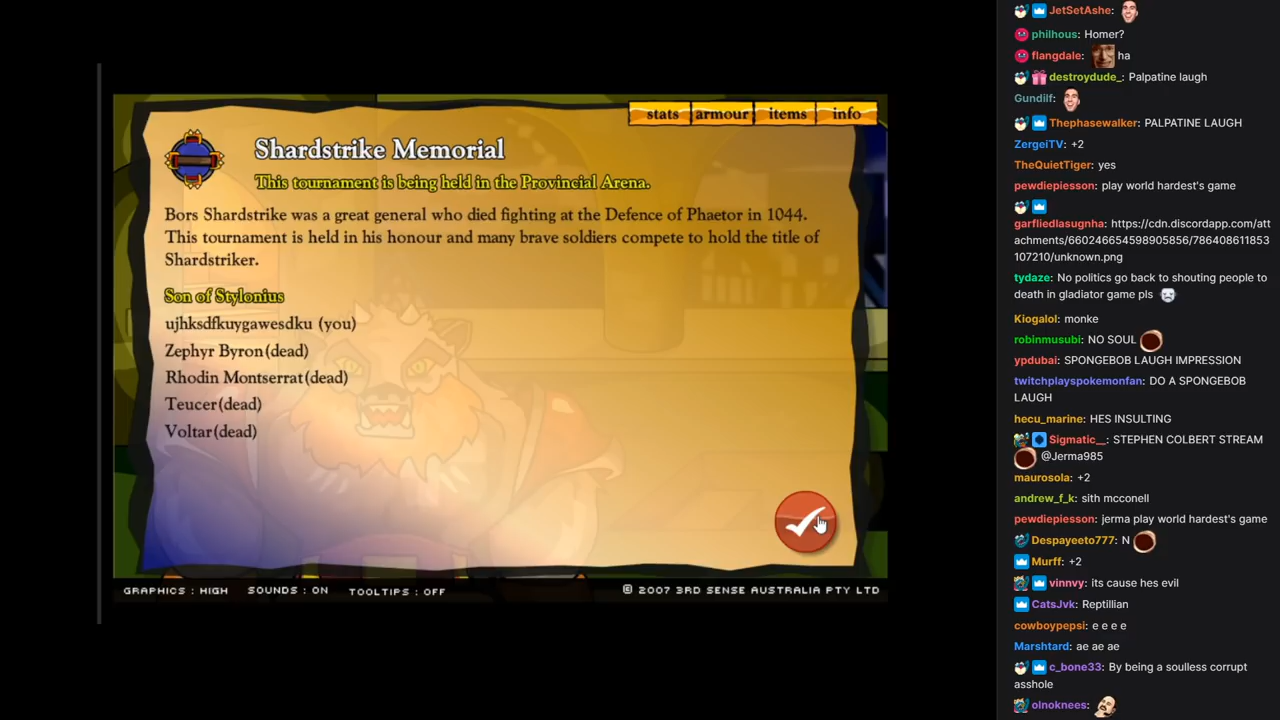 stats armour items info
Shardstrike Memorial
This tournament is being held in the Provincial Arena.
Bors Shardstrike was a great general who died fighting at the Defence of Phaetor in 1044.
This tournament is held in his honour and many brave soldiers compete to hold the title of
Shardstriker.
Son of Stylonius
ujhksdfkuygawesdku (you)
Zephyr Byron(dead)
Rhodin Montserrat(dead)
Teucer(dead)
Voltar(dead)
GRAPHICS : HIGH SOUNDS : ON TOOLTIPS : OFF © 2007 3RD SENSE AUSTRALIA PTY LTD
JetSetAshe:
philhous: Homer?
flangdale: ha
destroydude_: Palpatine laugh
Gundilf:
Thephasewalker: PALPATINE LAUGH
ZergeiTV: +2
TheQuietTiger: yes
pewdiepiesson: play world hardest's game
garfliedlasugnha: https://cdn.discordapp.com/att
achments/660246654598905856/786408611853
107210/unknown.png
tydaze: No politics go back to shouting people to
death in gladiator game pls
Kiogalol: monke
robinmusubi: NO SOUL
ypdubai: SPONGEBOB LAUGH IMPRESSION
twitchplayspokemonfan: DO A SPONGEBOB
LAUGH
hecu_marine: HES INSULTING
Sigmatic__: STEPHEN COLBERT STREAM
@Jerma985
maurosola: +2
andrew_f_k: sith mcconell
pewdiepiesson: jerma play world hardest's game
Despayeeto777: N
Murff: +2
vinnvy: its cause hes evil
CatsJvk: Reptillian
cowboypepsi: e e e e
Marshtard: ae ae ae
c_bone33: By being a soulless corrupt
asshole
olnoknees: